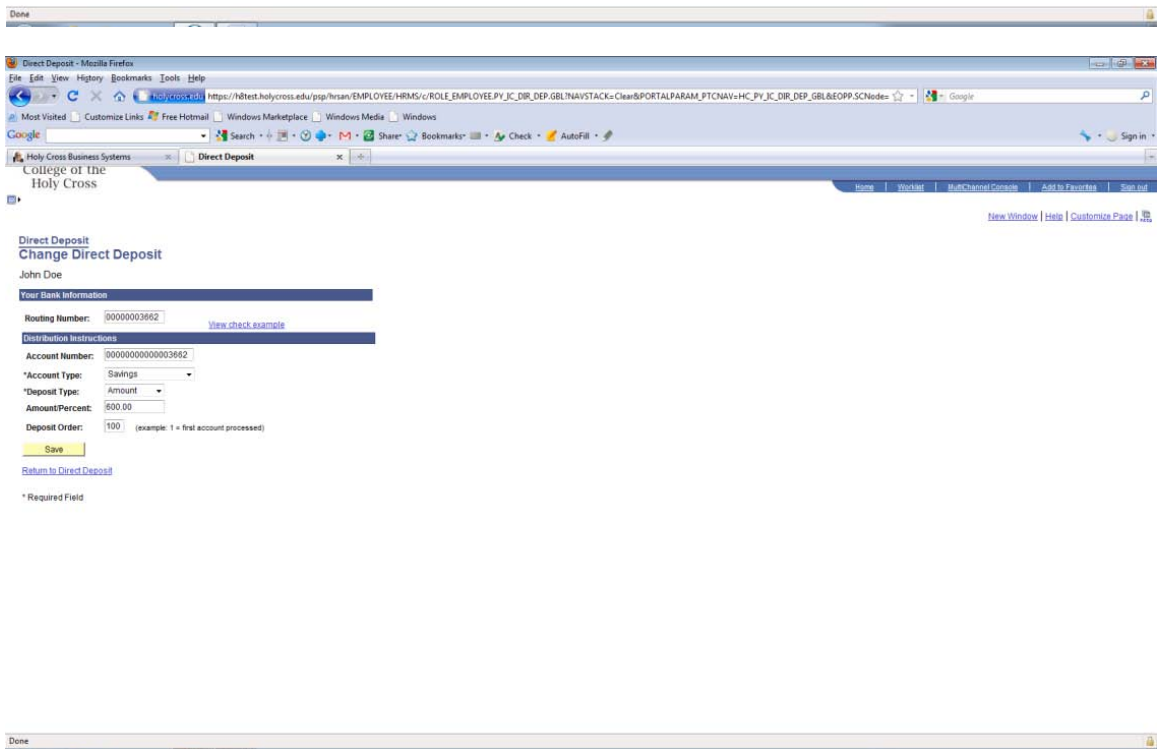 Done
Direct Deposit - Mozilla Firefox
File Edit View History Bookmarks Tools Help
holycross.edu https://h8test.holycross.edu/psp/hrsan/EMPLOYEE/HRMS/c/ROLE_EMPLOYEE.PY_IC_DIR_DEP.GBL?NAVSTACK=Clear&PORTALPARAM_PTCNAV=HC_PY_IC_DIR_DEP_GBL&EOPP.SCNode= Google
Most Visited Customize Links Free Hotmail Windows Marketplace Windows Media Windows
Google Search Share Bookmarks Check AutoFill Sign in
Holy Cross Business Systems Direct Deposit
College of the
Holy Cross
Home | Worklist | MultiChannel Console | Add to Favorites | Sign out
New Window | Help | Customize Page |
Direct Deposit
Change Direct Deposit
John Doe
Your Bank Information
Routing Number: 00000003662 View check example
Distribution Instructions
Account Number: 00000000000003662
*Account Type: Savings
*Deposit Type: Amount
Amount/Percent: 600.00
Deposit Order: 100 (example: 1 = first account processed)
Save
Return to Direct Deposit
* Required Field
Done